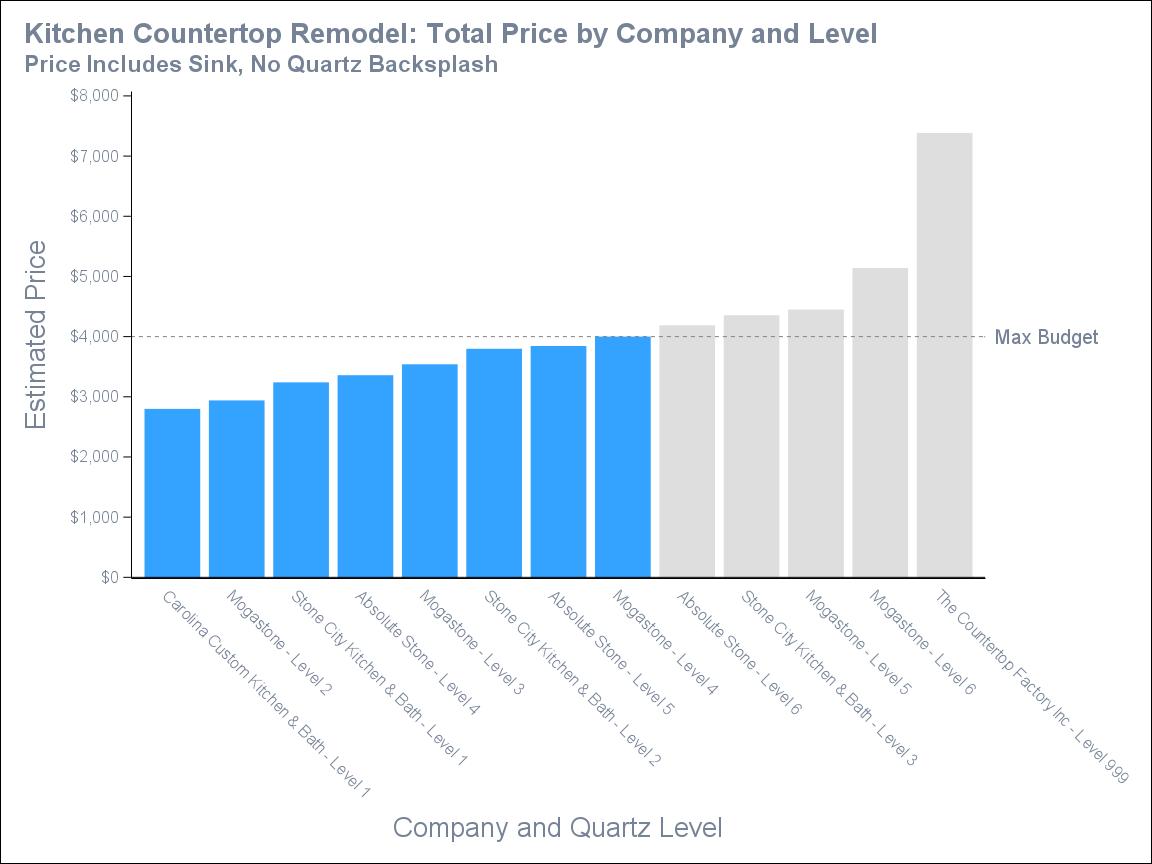 Kitchen Countertop Remodel: Total Price by Company and Level
Price Includes Sink, No Quartz Backsplash
$8,000
$7,000
$6,000
$5,000
$4,000
$3,000
$2,000
$1,000
$0
Estimated Price
Max Budget
Carolina Custom Kitchen & Bath - Level 1
Mogastone - Level 2
Stone City Kitchen & Bath - Level 1
Absolute Stone - Level 4
Mogastone - Level 3
Stone City Kitchen & Bath - Level 2
Absolute Stone - Level 5
Mogastone - Level 4
Absolute Stone - Level 6
Stone City Kitchen & Bath - Level 3
Mogastone - Level 5
Mogastone - Level 6
The Countertop Factory Inc - Level 999
Company and Quartz Level